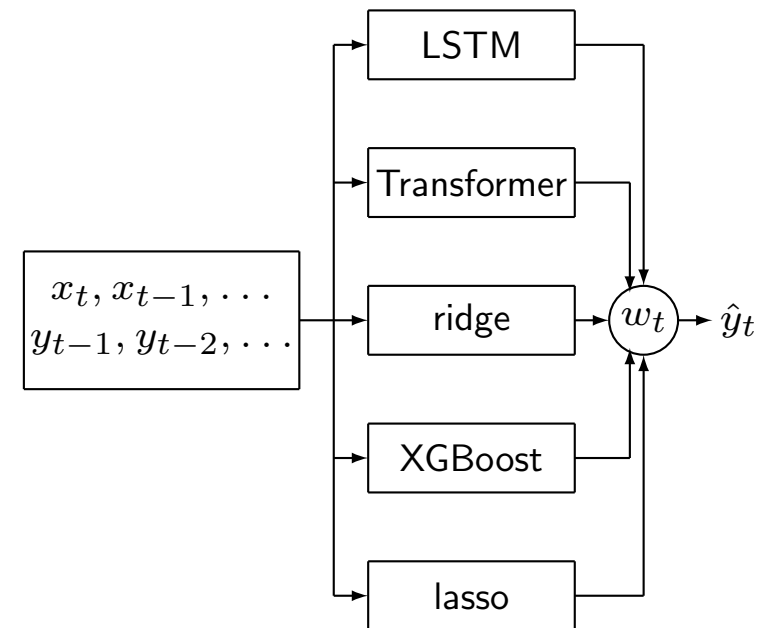 LSTM
Transformer
x_t, x_{t−1}, . . .
y_{t−1}, y_{t−2}, . . .
ridge
w_t
ŷ_t
XGBoost
lasso